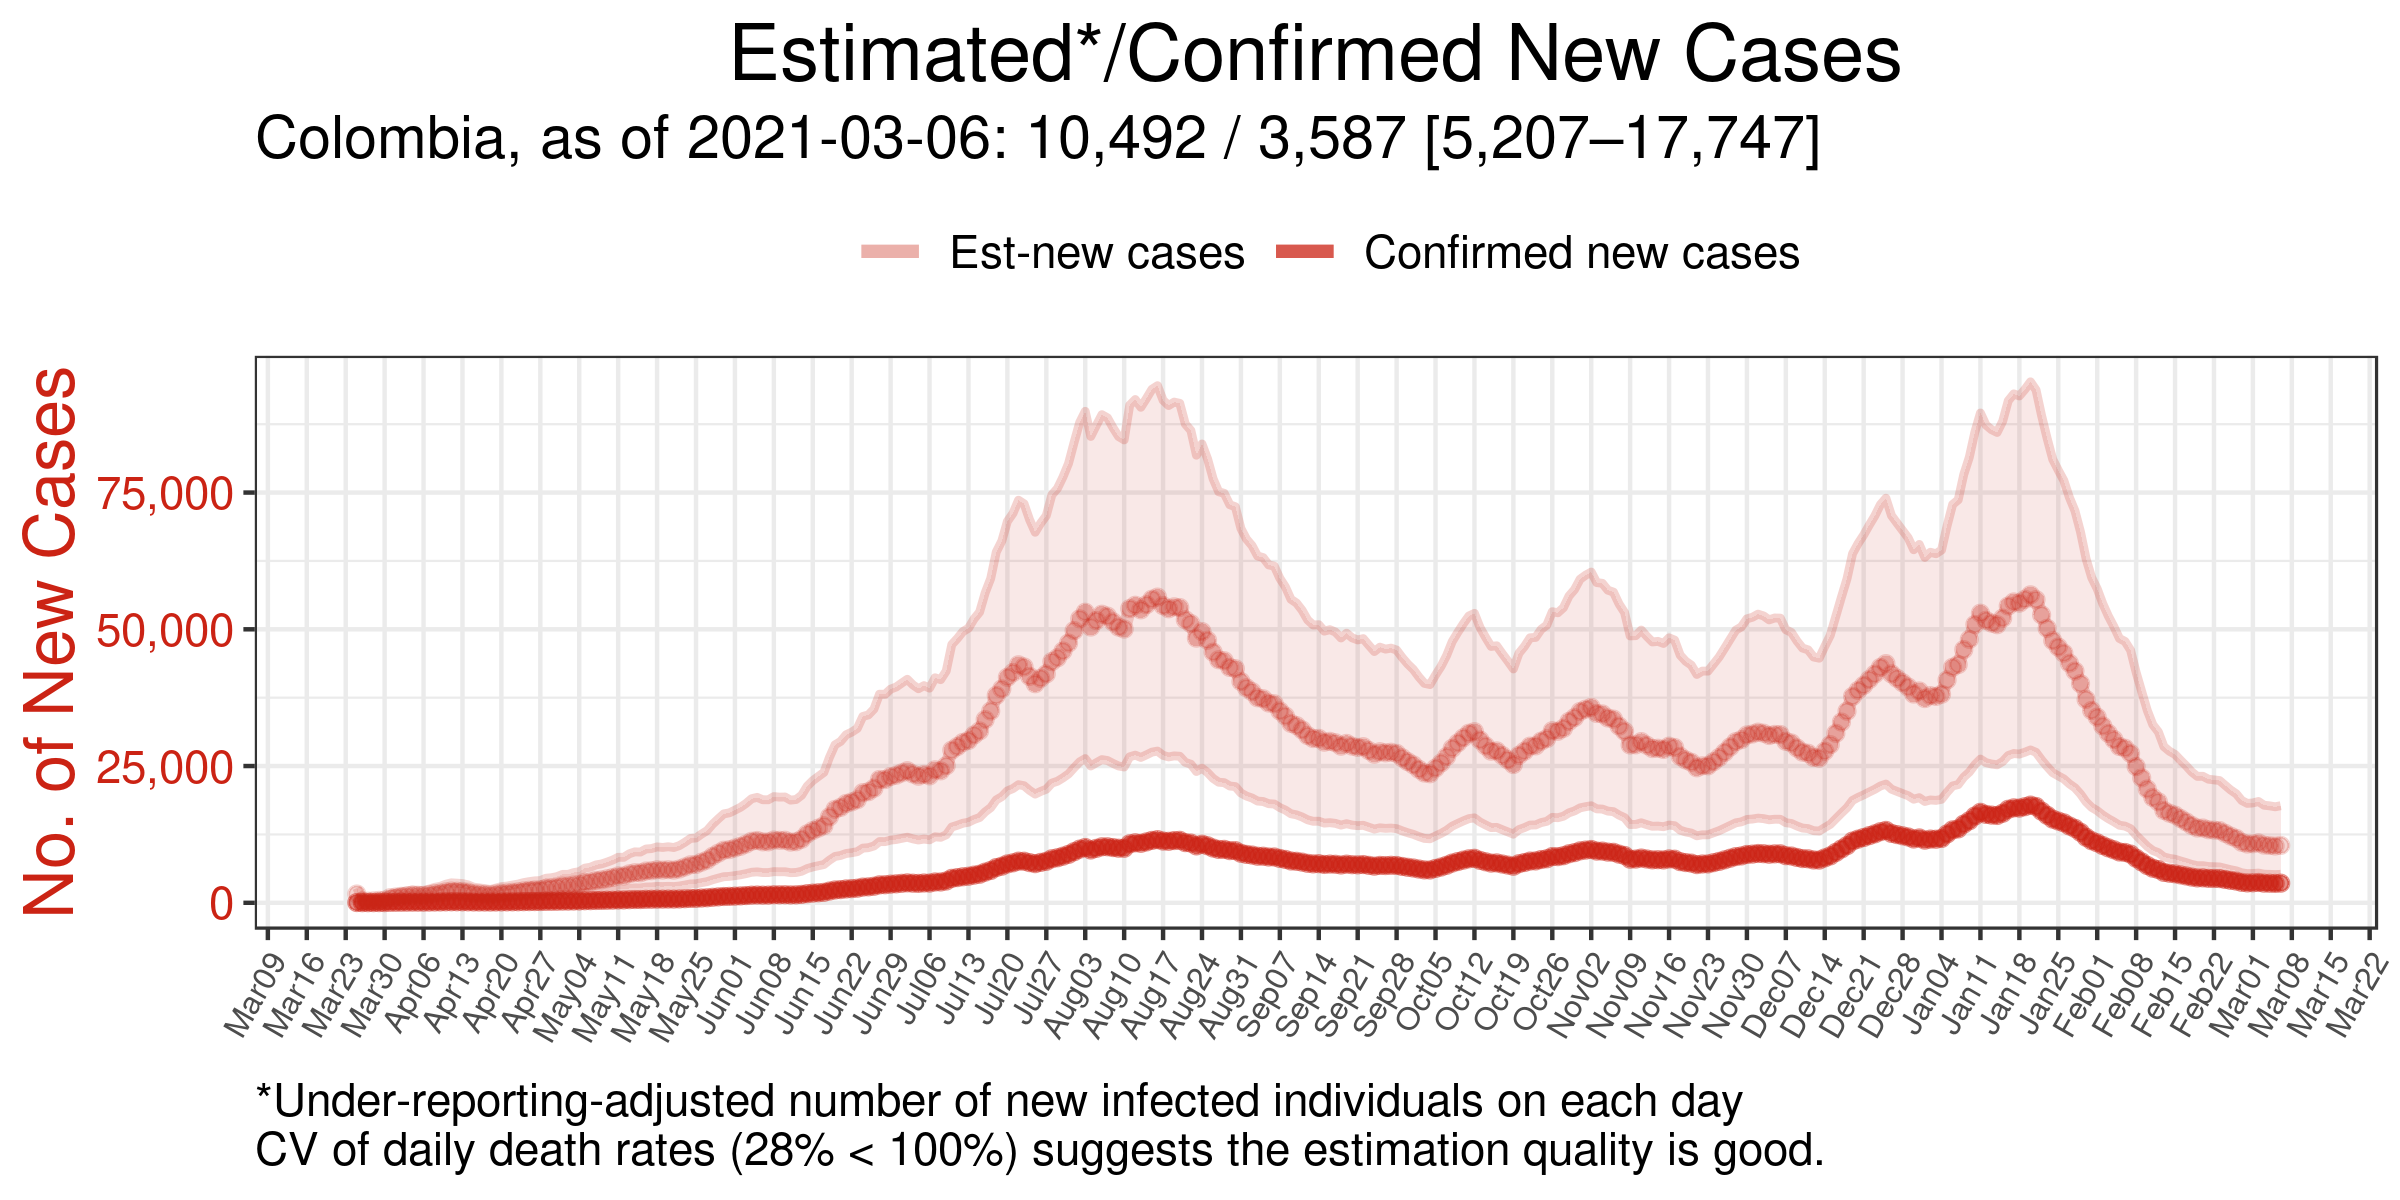 Estimated*/Confirmed New Cases
Colombia, as of 2021-03-06: 10,492 / 3,587 [5,207–17,747]
Est-new cases Confirmed new cases
No. of New Cases
75,000
50,000
25,000
0
Mar09 Mar16 Mar23 Mar30 Apr06 Apr13 Apr20 Apr27 May04 May11 May18 May25 Jun01 Jun08 Jun15 Jun22 Jun29 Jul06 Jul13 Jul20 Jul27 Aug03 Aug10 Aug17 Aug24 Aug31 Sep07 Sep14 Sep21 Sep28 Oct05 Oct12 Oct19 Oct26 Nov02 Nov09 Nov16 Nov23 Nov30 Dec07 Dec14 Dec21 Dec28 Jan04 Jan11 Jan18 Jan25 Feb01 Feb08 Feb15 Feb22 Mar01 Mar08 Mar15 Mar22
*Under-reporting-adjusted number of new infected individuals on each day
CV of daily death rates (28% < 100%) suggests the estimation quality is good.